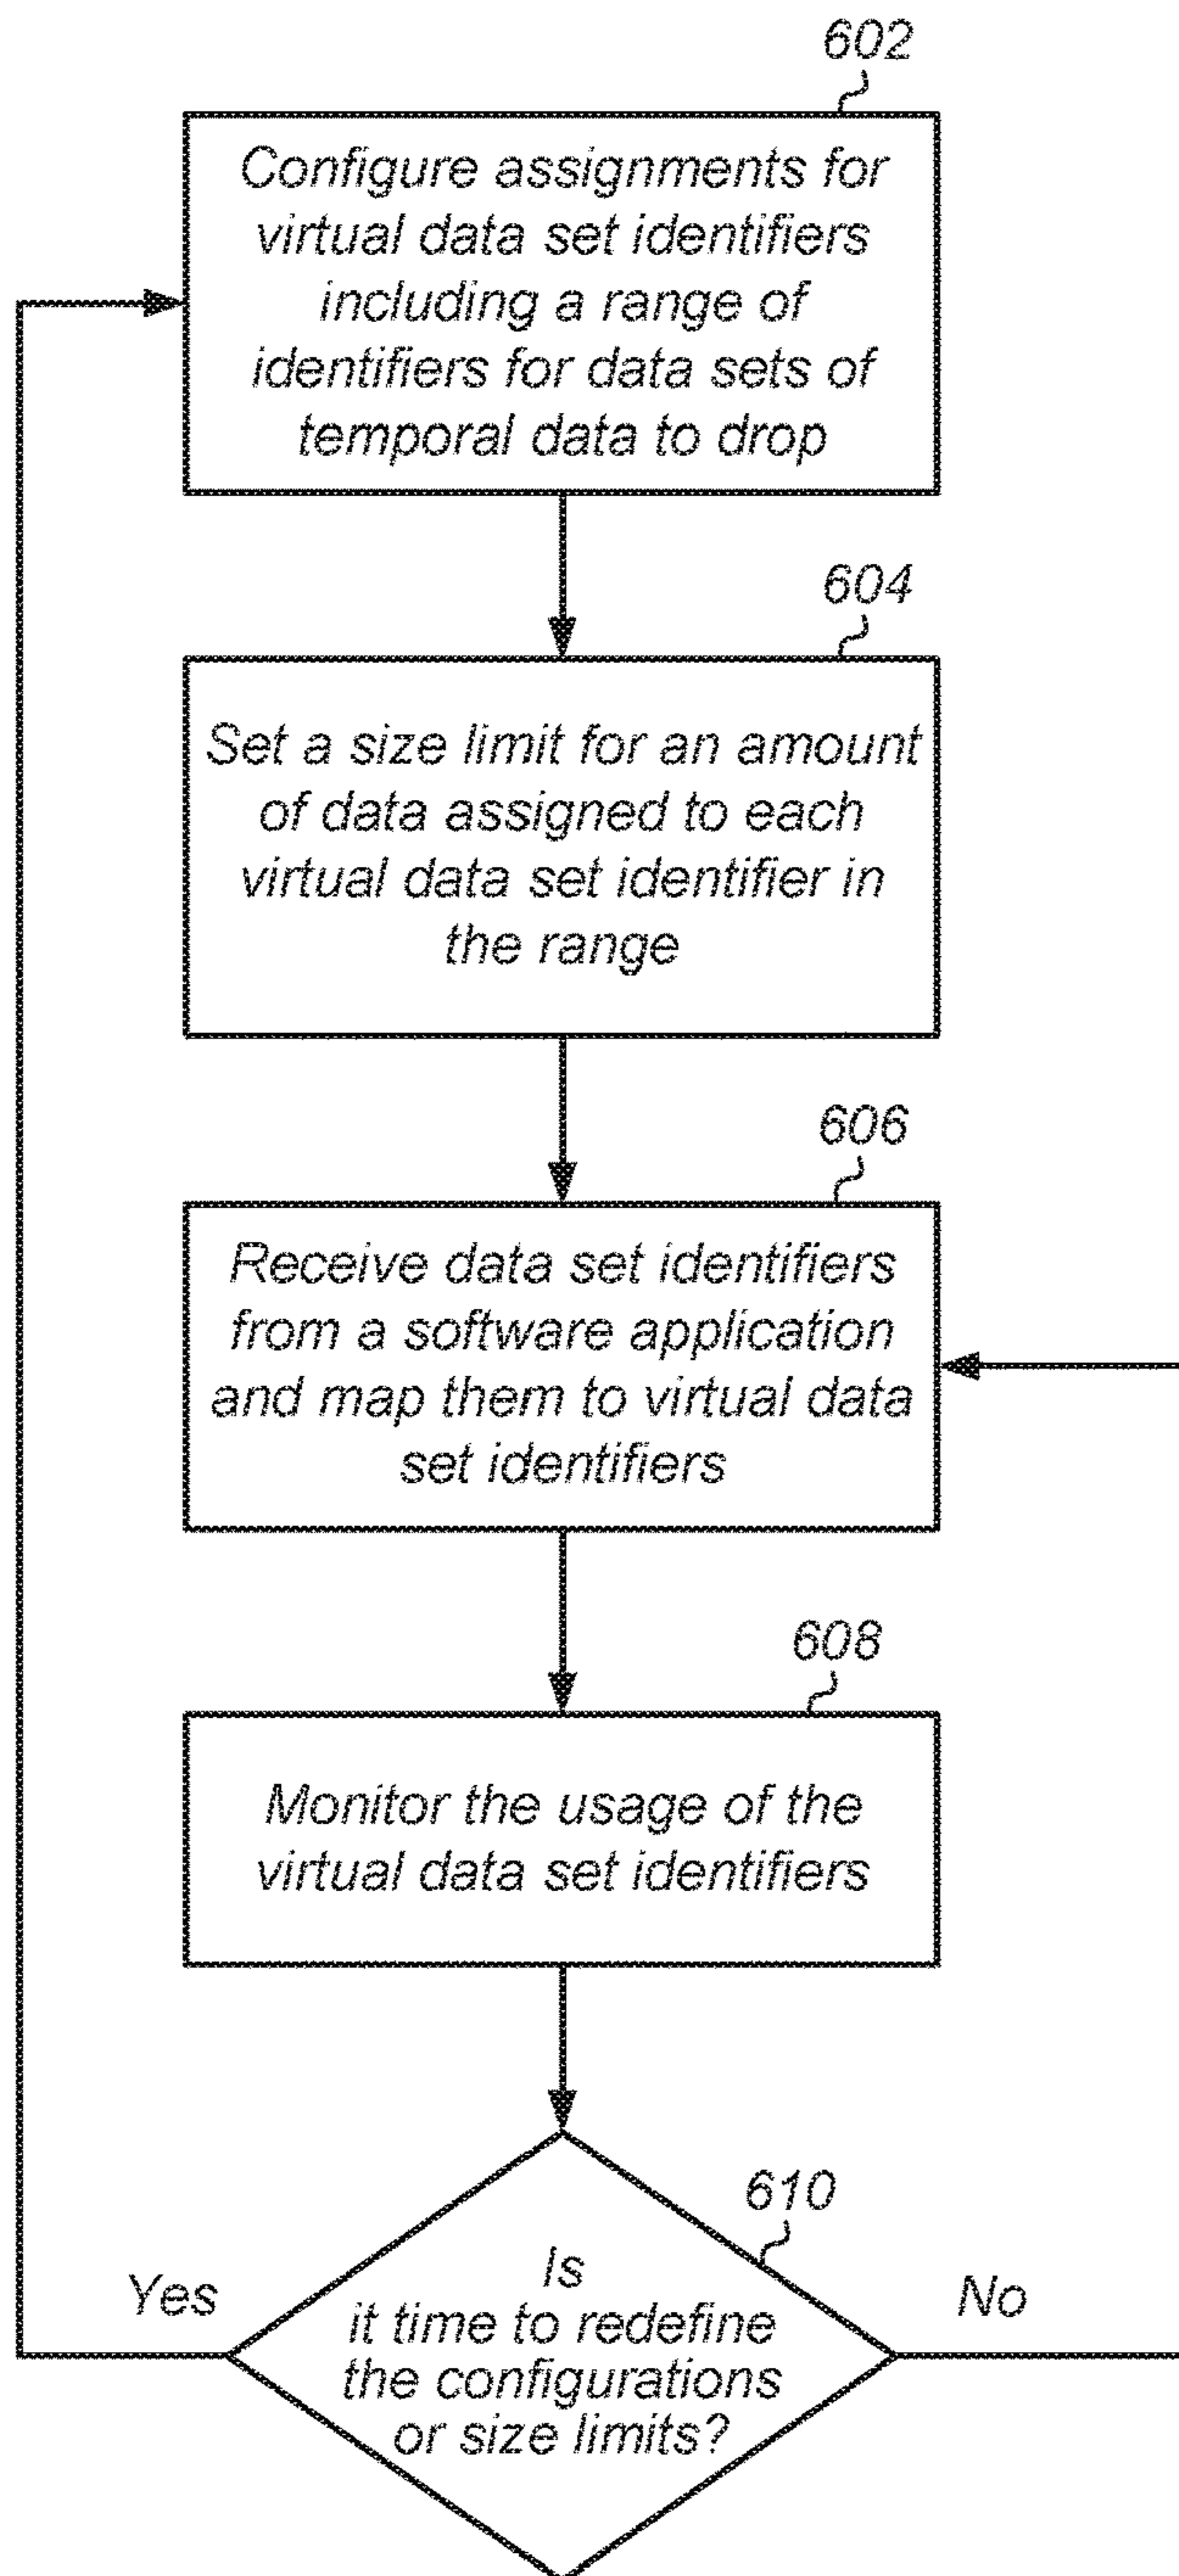 602
Configure assignments for
virtual data set identifiers
including a range of
identifiers for data sets of
temporal data to drop
604
Set a size limit for an amount
of data assigned to each
virtual data set identifier in
the range
606
Receive data set identifiers
from a software application
and map them to virtual data
set identifiers
608
Monitor the usage of the
virtual data set identifiers
610
Is
it time to redefine
the configurations
or size limits?
Yes
No